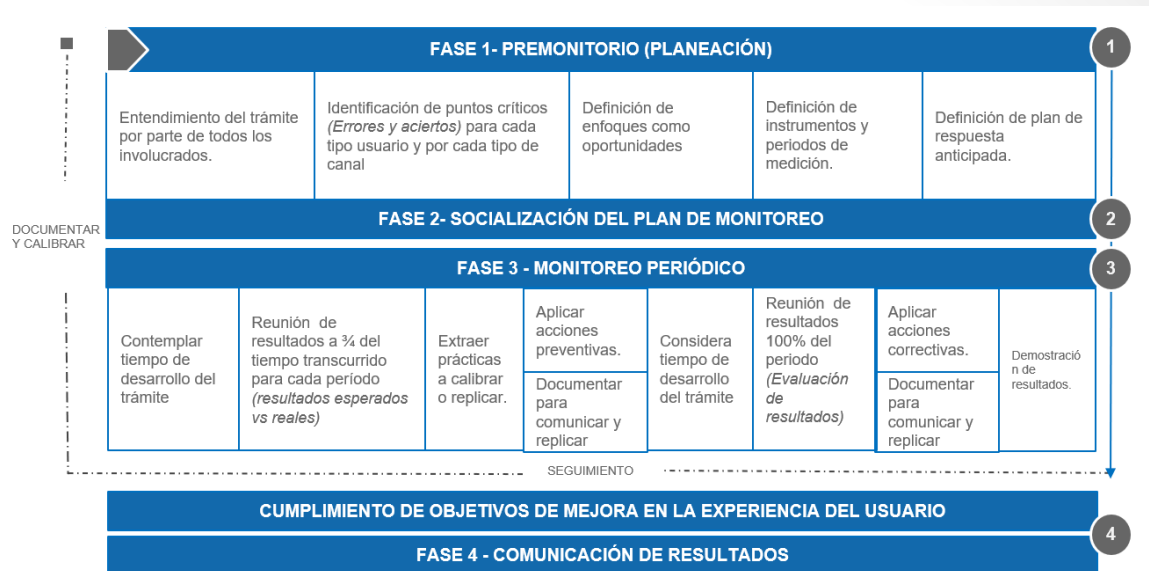 FASE 1- PREMONITORIO (PLANEACIÓN)
1
Entendimiento del trámite
por parte de todos los
involucrados.
Identificación de puntos críticos
(Errores y aciertos) para cada
tipo usuario y por cada tipo de
canal
Definición de
enfoques como
oportunidades
Definición de
instrumentos y
periodos de
medición.
Definición de plan de
respuesta
anticipada.
FASE 2- SOCIALIZACIÓN DEL PLAN DE MONITOREO
2
DOCUMENTAR
Y CALIBRAR
FASE 3 - MONITOREO PERIÓDICO
3
Contemplar
tiempo de
desarrollo del
trámite
Reunión de
resultados a ¾ del
tiempo transcurrido
para cada período
(resultados esperados
vs reales)
Extraer
prácticas
a calibrar
o replicar.
Aplicar
acciones
preventivas.
Documentar
para
comunicar y
replicar
Considera
tiempo de
desarrollo
del trámite
Reunión de
resultados
100% del
periodo
(Evaluación
de
resultados)
Aplicar
acciones
correctivas.
Documentar
para
comunicar y
replicar
Demostració
n de
resultados.
SEGUIMIENTO
CUMPLIMIENTO DE OBJETIVOS DE MEJORA EN LA EXPERIENCIA DEL USUARIO
4
FASE 4 - COMUNICACIÓN DE RESULTADOS